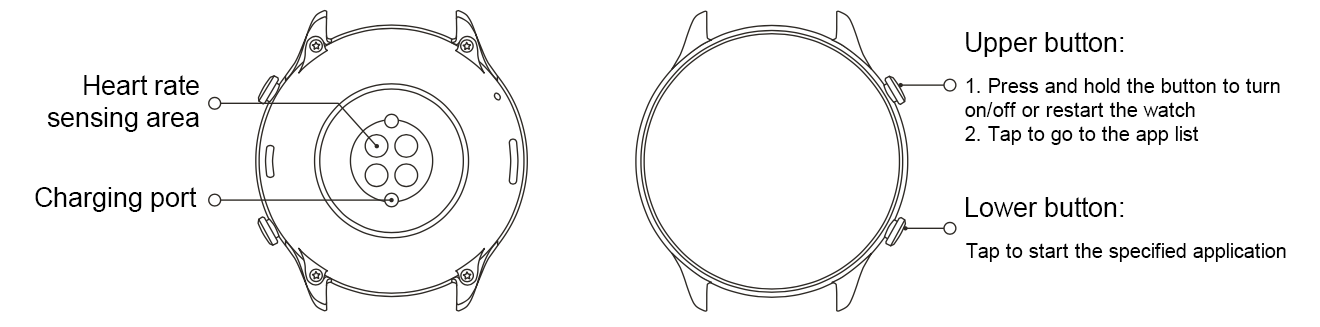 Heart rate
sensing area
Charging port
Upper button:
1. Press and hold the button to turn
on/off or restart the watch
2. Tap to go to the app list
Lower button:
Tap to start the specified application